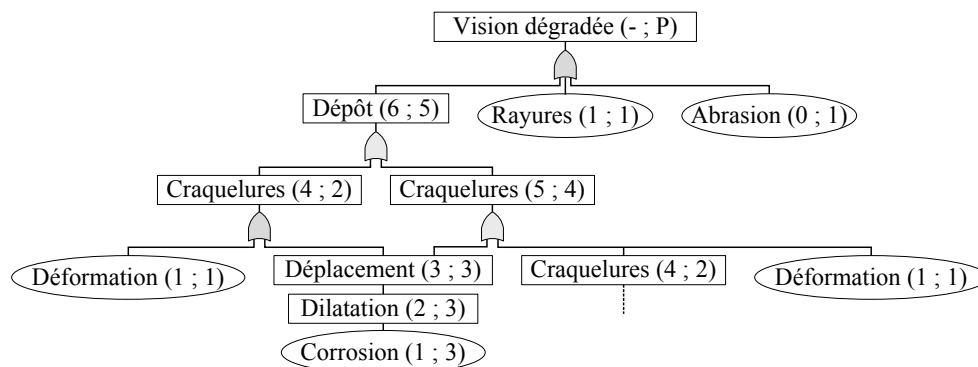 Vision dégradée (- ; P)
Dépôt (6 ; 5)
Rayures (1 ; 1)
Abrasion (0 ; 1)
Craquelures (4 ; 2)
Craquelures (5 ; 4)
Déformation (1 ; 1)
Déplacement (3 ; 3)
Craquelures (4 ; 2)
Déformation (1 ; 1)
Dilatation (2 ; 3)
Corrosion (1 ; 3)